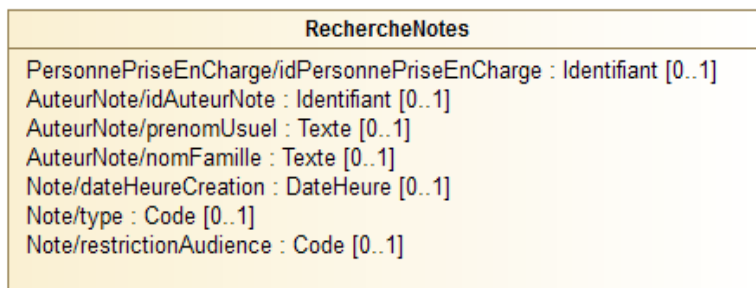 RechercheNotes
PersonnePriseEnCharge/idPersonnePriseEnCharge : Identifiant [0..1]
AuteurNote/idAuteurNote : Identifiant [0..1]
AuteurNote/prenomUsuel : Texte [0..1]
AuteurNote/nomFamille : Texte [0..1]
Note/dateHeureCreation : DateHeure [0..1]
Note/type : Code [0..1]
Note/restrictionAudience : Code [0..1]